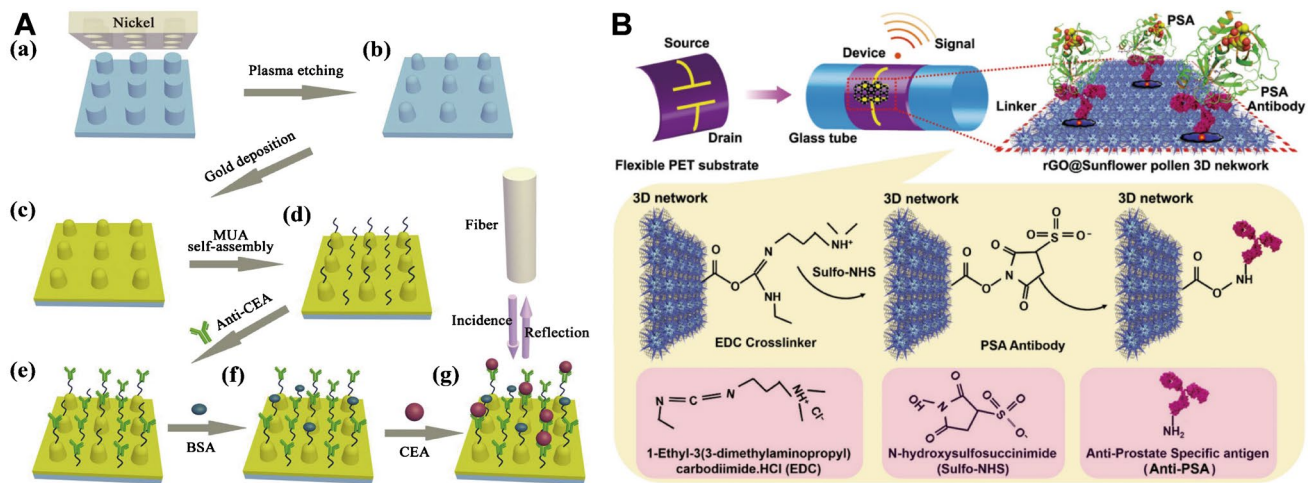 A
Nickel
(a)
(b)
Plasma etching
Gold deposition
(c)
MUA
self-assembly
(d)
Fiber
Anti-CEA
Incidence
Reflection
(e)
BSA
(f)
CEA
(g)
B
Source
Drain
Flexible PET substrate
Device
Signal
Glass tube
PSA
Linker
PSA
Antibody
rGO@Sunflower pollen 3D nekwork
3D network
O
O
N
NH⁺
N
H
EDC Crosslinker
Sulfo-NHS
3D network
O
O
N
O
O
O
S
O
O⁻
PSA Antibody
3D network
O
O
NH
N
C
N
NH⁺
Cl⁻
1-Ethyl-3(3-dimethylaminopropyl)
carbodiimide.HCl (EDC)
OH
N
O
O
O
S
O
O⁻
N-hydroxysulfosuccinimide
(Sulfo-NHS)
NH₂
Anti-Prostate Specific antigen
(Anti-PSA)